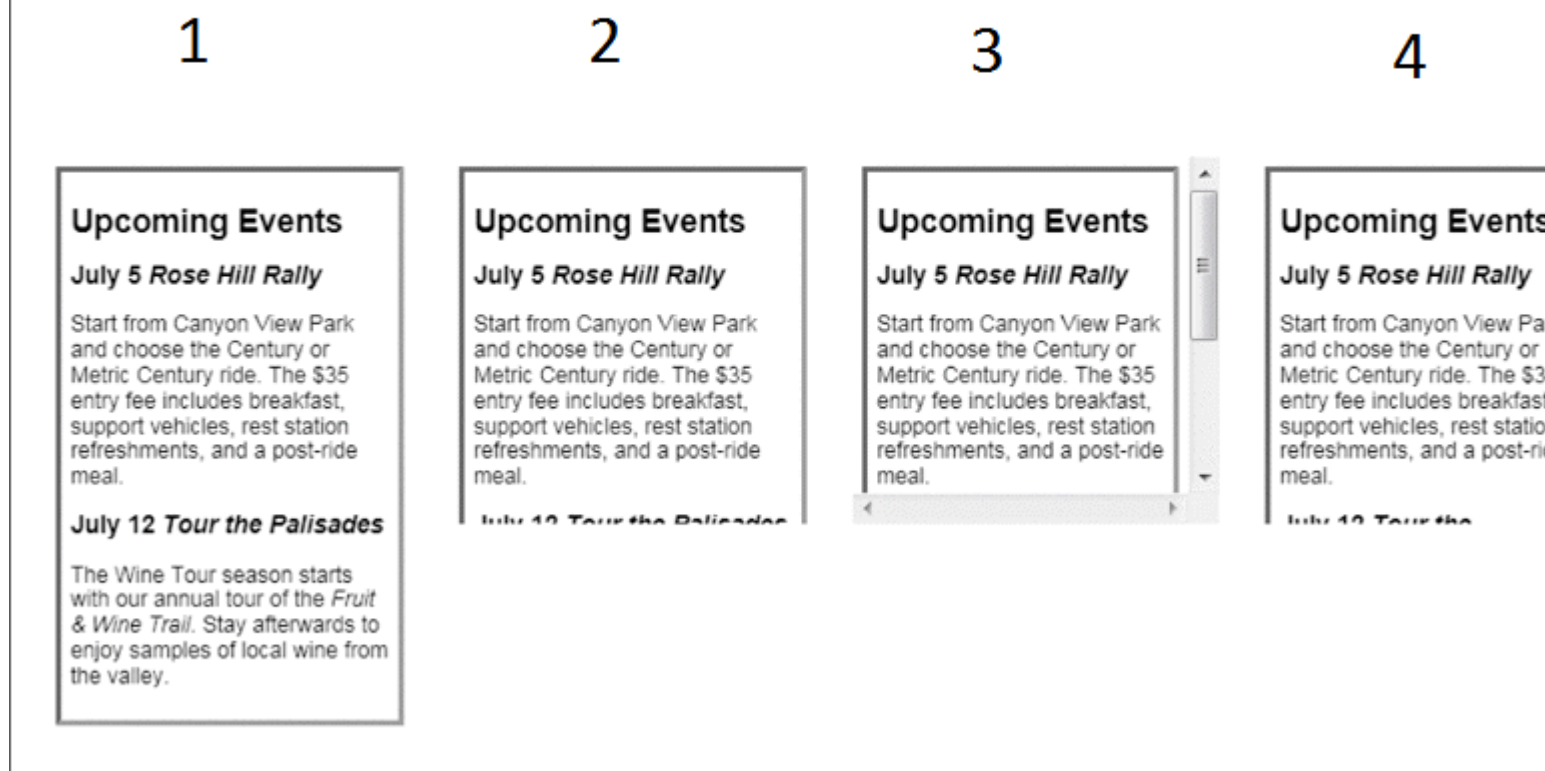 1
2
3
4
Upcoming Events
July 5 Rose Hill Rally
Start from Canyon View Park
and choose the Century or
Metric Century ride. The $35
entry fee includes breakfast,
support vehicles, rest station
refreshments, and a post-ride
meal.
July 12 Tour the Palisades
The Wine Tour season starts
with our annual tour of the Fruit
& Wine Trail. Stay afterwards to
enjoy samples of local wine from
the valley.
Upcoming Events
July 5 Rose Hill Rally
Start from Canyon View Park
and choose the Century or
Metric Century ride. The $35
entry fee includes breakfast,
support vehicles, rest station
refreshments, and a post-ride
meal.
July 12 Tour the Palisades
Upcoming Events
July 5 Rose Hill Rally
Start from Canyon View Park
and choose the Century or
Metric Century ride. The $35
entry fee includes breakfast,
support vehicles, rest station
refreshments, and a post-ride
meal.
Upcoming Events
July 5 Rose Hill Rally
Start from Canyon View Pa
and choose the Century or
Metric Century ride. The $3
entry fee includes breakfast
support vehicles, rest statio
refreshments, and a post-ri
meal.
July 12 Tour the